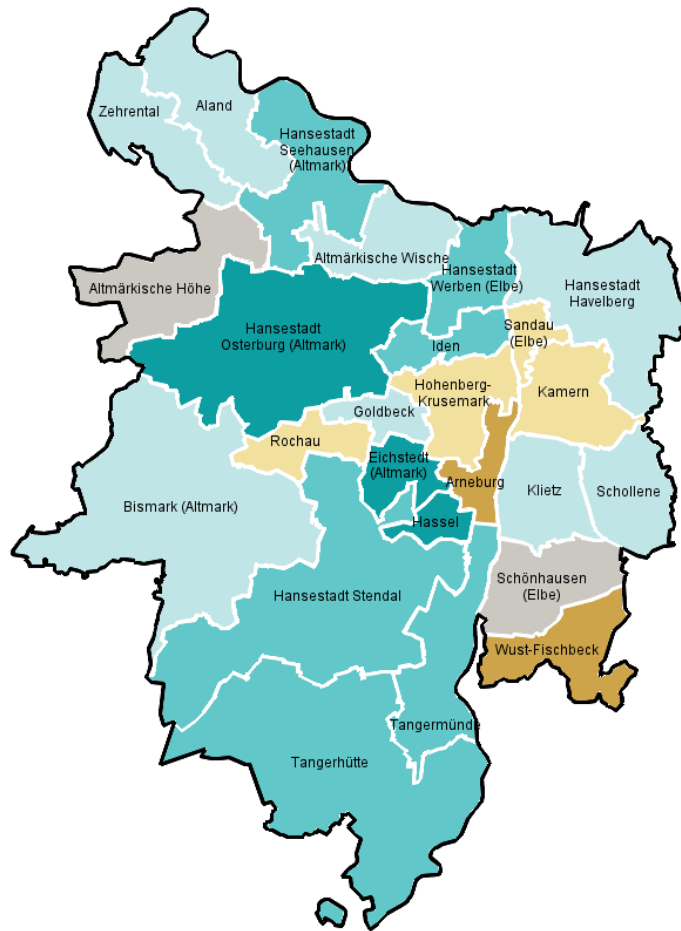 Zehrental
Aland
Hansestadt
Seehausen
(Altmark)
Altmärkische Wische
Hansestadt
Werben (Elbe)
Hansestadt
Havelberg
Altmärkische Höhe
Hansestadt
Osterburg (Altmark)
Iden
Sandau
(Elbe)
Hohenberg-
Krusemark
Kamern
Goldbeck
Rochau
Eichstedt
(Altmark)
Arneburg
Klietz
Schollene
Bismark (Altmark)
Hassel
Schönhausen
(Elbe)
Hansestadt Stendal
Wust-Fischbeck
Tangermünde
Tangerhütte